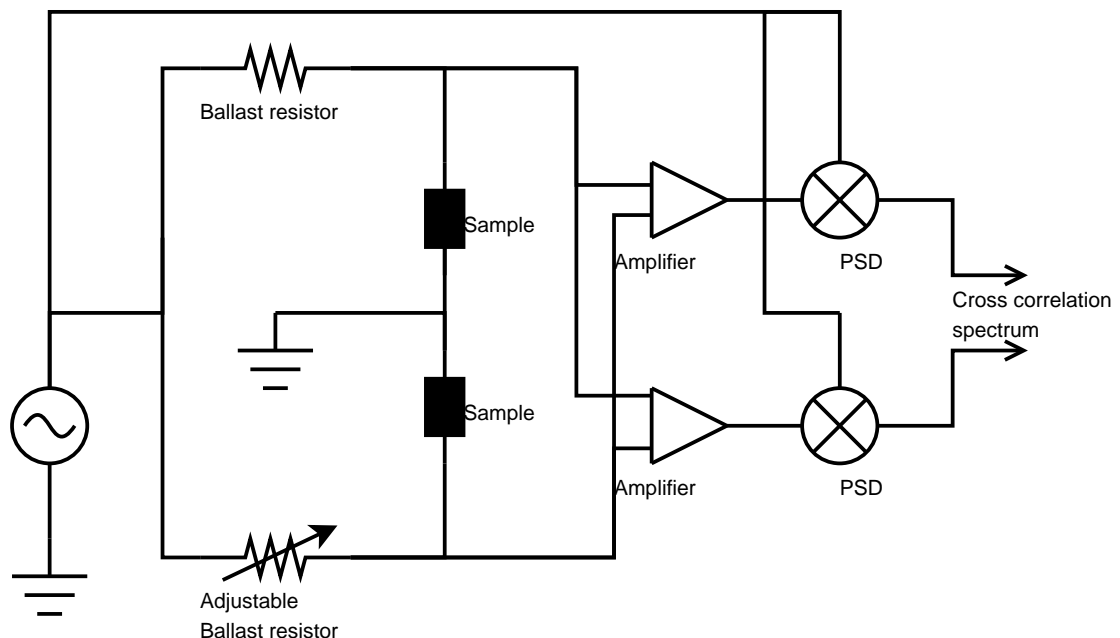 Ballast resistor
Sample
Amplifier
PSD
Cross correlation
spectrum
Sample
Amplifier
PSD
Adjustable
Ballast resistor